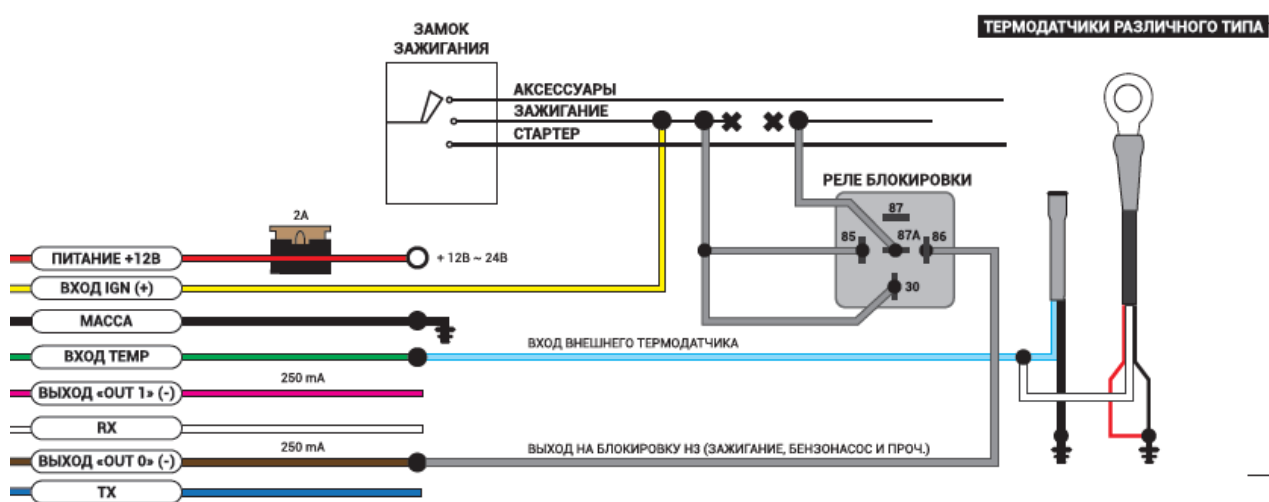 ТЕРМОДАТЧИКИ РАЗЛИЧНОГО ТИПА
ЗАМОК
ЗАЖИГАНИЯ
АКСЕССУАРЫ
ЗАЖИГАНИЕ
СТАРТЕР
РЕЛЕ БЛОКИРОВКИ
87
85
87A
86
30
2А
ПИТАНИЕ +12В
+ 12В ~ 24В
ВХОД IGN (+)
МАССА
ВХОД TEMP
ВХОД ВНЕШНЕГО ТЕРМОДАТЧИКА
ВЫХОД «OUT 1» (-)
250 mA
RX
ВЫХОД «OUT 0» (-)
250 mA
ВЫХОД НА БЛОКИРОВКУ НЗ (ЗАЖИГАНИЕ, БЕНЗОНАСОС И ПРОЧ.)
TX